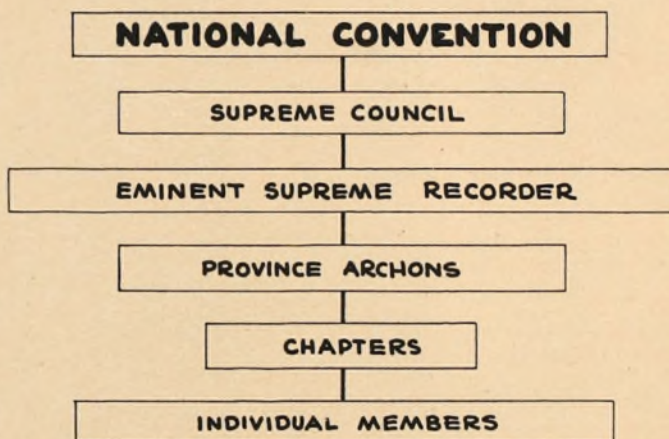 NATIONAL CONVENTION
SUPREME COUNCIL
EMINENT SUPREME RECORDER
PROVINCE ARCHONS
CHAPTERS
INDIVIDUAL MEMBERS